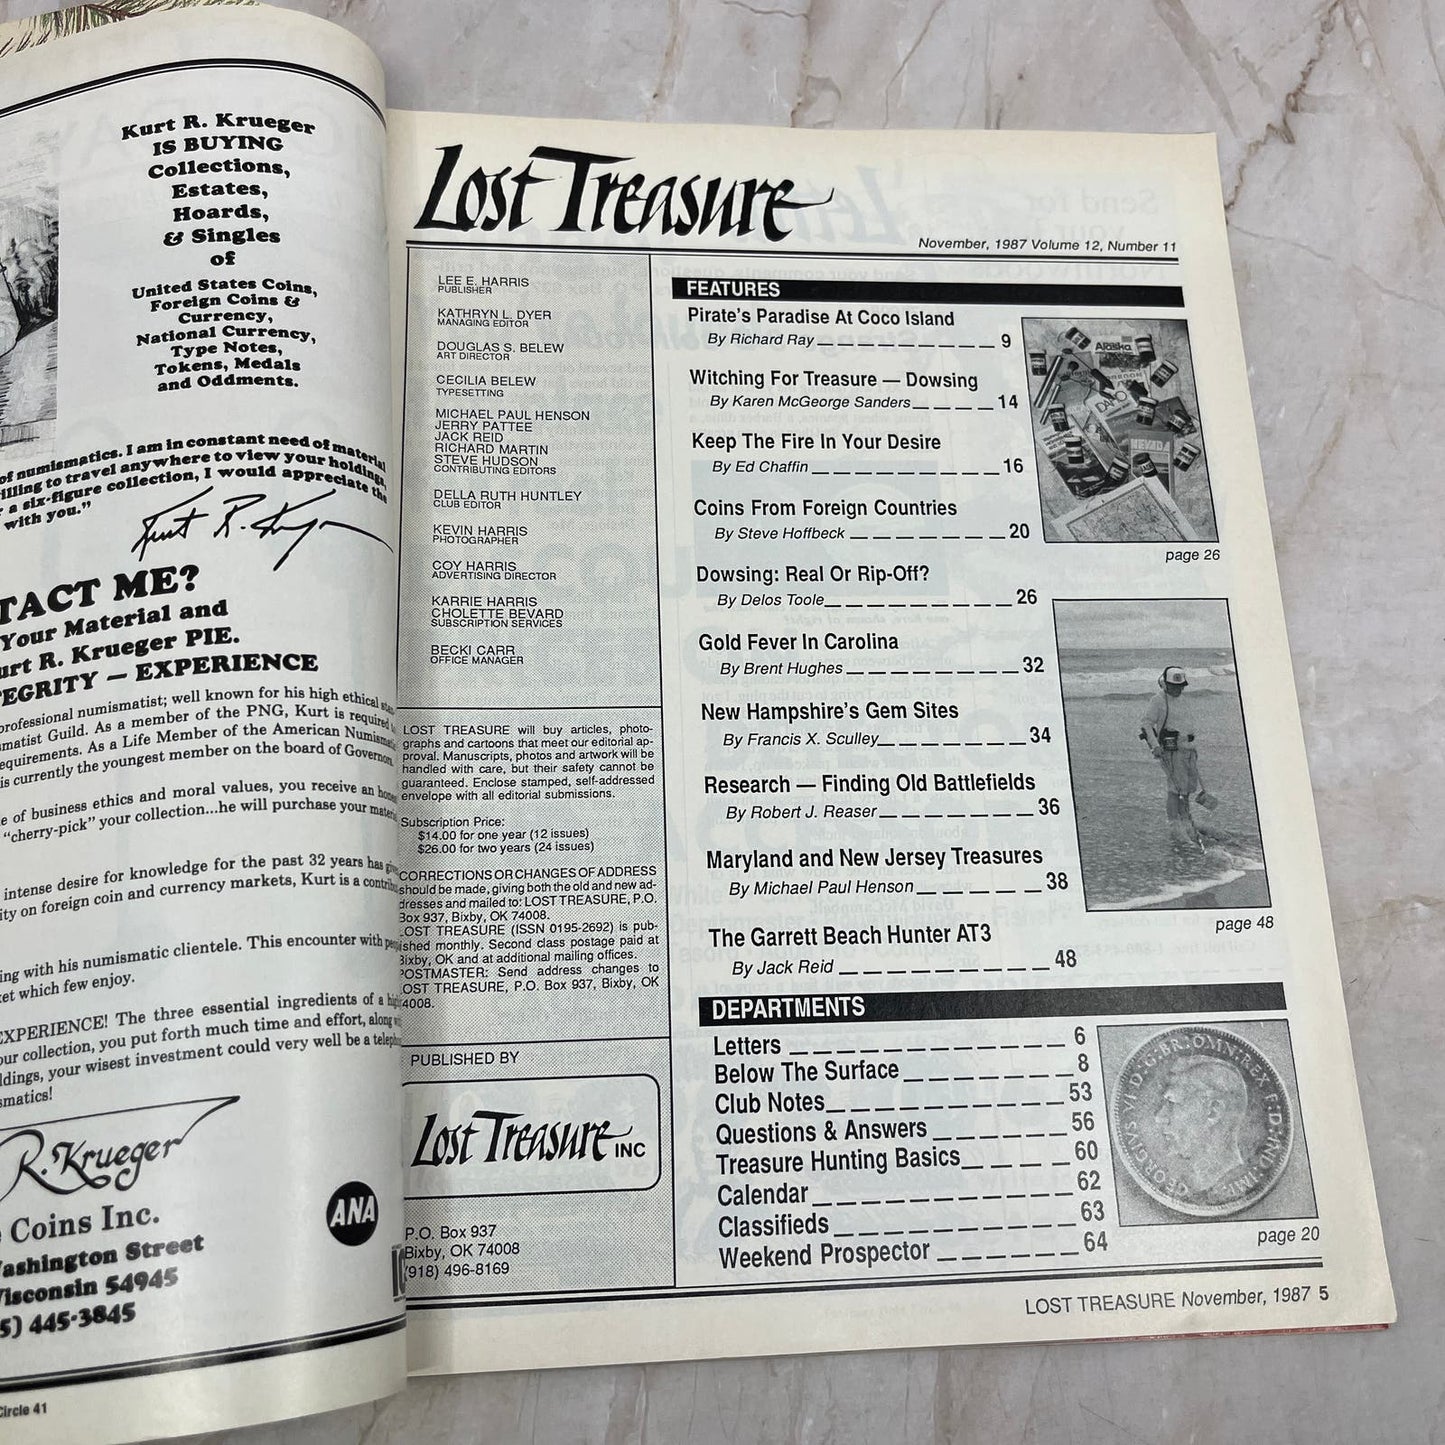 Kurt R. Krueger
IS BUYING
Collections,
Estates,
Hoards,
& Singles
of
United States Coins,
Foreign Coins &
Currency,
National Currency,
Type Notes,
Tokens, Medals
and Oddments.
of numismatics. I am in constant need of material
illing to travel anywhere to view your holdings,
a six-figure collection, I would appreciate the
with you."
Kurt R. Krueger
TACT ME?
Your Material and
urt R. Krueger PIE.
EGRITY — EXPERIENCE
professional numismatist; well known for his high ethical
matist Guild. As a member of the PNG, Kurt is required
equirements. As a Life Member of the American Numismatic
is currently the youngest member on the board of Governors
e of business ethics and moral values, you receive an
"cherry-pick" your collection...he will purchase your
intense desire for knowledge for the past 32 years has
ity on foreign coin and currency markets, Kurt is a
ing with his numismatic clientele. This encounter with
ket which few enjoy.
EXPERIENCE! The three essential ingredients of a
our collection, you put forth much time and effort, along
ldings, your wisest investment could very well be a
smatics!
R. Krueger
Coins Inc.
ashington Street
isconsin 54945
5) 445-3845
ANA
Circle 41
Lost Treasure
November, 1987 Volume 12, Number 11
LEE E. HARRIS
PUBLISHER
KATHRYN L. DYER
MANAGING EDITOR
DOUGLAS S. BELEW
ART DIRECTOR
CECILIA BELEW
TYPESETTING
MICHAEL PAUL HENSON
JERRY PATTEE
JACK REID
RICHARD MARTIN
STEVE HUDSON
CONTRIBUTING EDITORS
DELLA RUTH HUNTLEY
CLUB EDITOR
KEVIN HARRIS
PHOTOGRAPHER
COY HARRIS
ADVERTISING DIRECTOR
KARRIE HARRIS
CHOLETTE BEVARD
SUBSCRIPTION SERVICES
BECKI CARR
OFFICE MANAGER
LOST TREASURE will buy articles, photo-
graphs and cartoons that meet our editorial ap-
proval. Manuscripts, photos and artwork will be
handled with care, but their safety cannot be
guaranteed. Enclose stamped, self-addressed
envelope with all editorial submissions.
Subscription Price:
$14.00 for one year (12 issues)
$26.00 for two years (24 issues)
CORRECTIONS OR CHANGES OF ADDRESS
should be made, giving both the old and new ad-
dresses and mailed to: LOST TREASURE, P.O.
Box 937, Bixby, OK 74008.
LOST TREASURE (ISSN 0195-2692) is pub-
ished monthly. Second class postage paid at
Bixby, OK and at additional mailing offices.
POSTMASTER: Send address changes to
LOST TREASURE, P.O. Box 937, Bixby, OK
74008.
PUBLISHED BY
Lost Treasure INC
P.O. Box 937
Bixby, OK 74008
(918) 496-8169
FEATURES
Pirate's Paradise At Coco Island
By Richard Ray 9
Witching For Treasure — Dowsing
By Karen McGeorge Sanders 14
Keep The Fire In Your Desire
By Ed Chaffin 16
Coins From Foreign Countries
By Steve Hoffbeck 20
Dowsing: Real Or Rip-Off?
By Delos Toole 26
Gold Fever In Carolina
By Brent Hughes 32
New Hampshire's Gem Sites
By Francis X. Sculley 34
Research — Finding Old Battlefields
By Robert J. Reaser 36
Maryland and New Jersey Treasures
By Michael Paul Henson 38
The Garrett Beach Hunter AT3
By Jack Reid 48
Alaska
NEVADA
page 26
page 48
DEPARTMENTS
Letters 6
Below The Surface 8
Club Notes 53
Questions & Answers 56
Treasure Hunting Basics 60
Calendar 62
Classifieds 63
Weekend Prospector 64
GEORGIVS VI D:G:BR:OMN:REX F:D:IND:IMP.
page 20
LOST TREASURE November, 1987 5